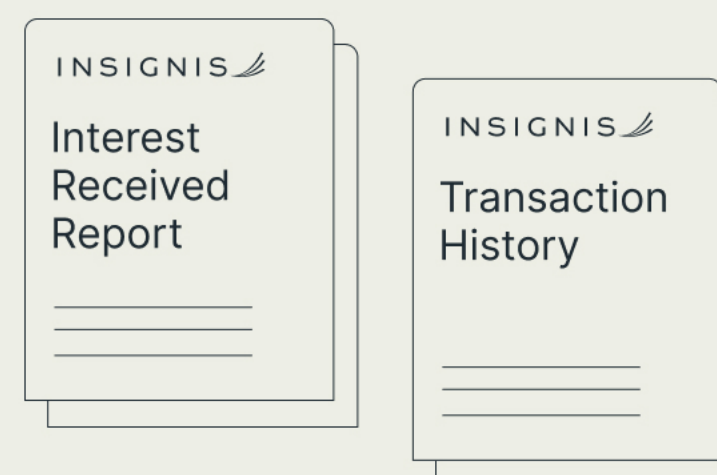 INSIGNIS
Interest
Received
Report
INSIGNIS
Transaction
History